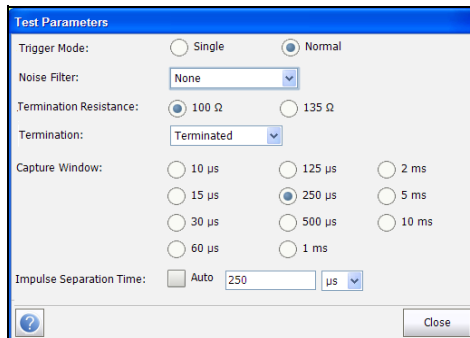 Test Parameters
Trigger Mode: Single Normal
Noise Filter: None
Termination Resistance: 100 Ω 135 Ω
Termination: Terminated
Capture Window: 10 µs 125 µs 2 ms
15 µs 250 µs 5 ms
30 µs 500 µs 10 ms
60 µs 1 ms
Impulse Separation Time: Auto 250 µs
? Close